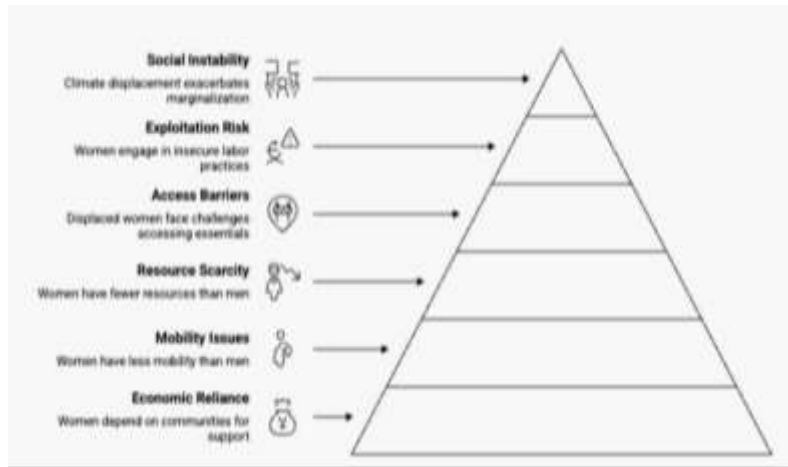 Social Instability
Climate displacement exacerbates
marginalization
Exploitation Risk
Women engage in insecure labor
practices
Access Barriers
Displaced women face challenges
accessing essentials
Resource Scarcity
Women have fewer resources than men
Mobility Issues
Women have less mobility than men
Economic Reliance
Women depend on communities for
support